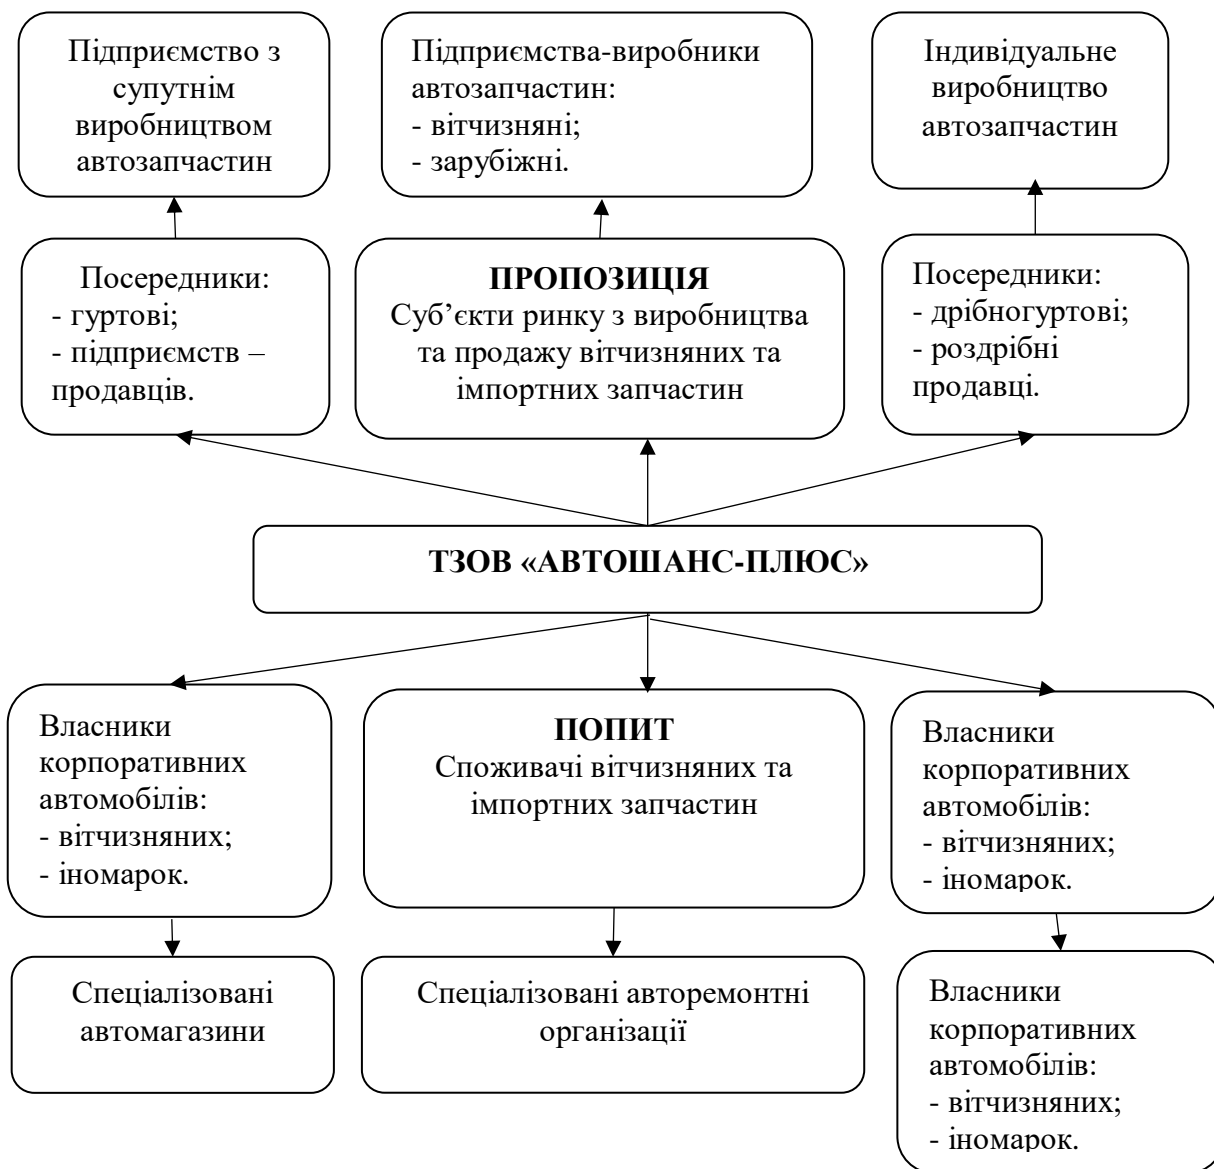 Підприємство з
супутнім
виробництвом
автозапчастин
Підприємства-виробники
автозапчастин:
- вітчизняні;
- зарубіжні.
Індивідуальне
виробництво
автозапчастин
Посередники:
- гуртові;
- підприємств –
продавців.
ПРОПОЗИЦІЯ
Суб’єкти ринку з виробництва
та продажу вітчизняних та
імпортних запчастин
Посередники:
- дрібногуртові;
- роздрібні
продавці.
ТЗОВ «АВТОШАНС-ПЛЮС»
Власники
корпоративних
автомобілів:
- вітчизняних;
- іномарок.
ПОПИТ
Споживачі вітчизняних та
імпортних запчастин
Власники
корпоративних
автомобілів:
- вітчизняних;
- іномарок.
Спеціалізовані
автомагазини
Спеціалізовані авторемонтні
організації
Власники
корпоративних
автомобілів:
- вітчизняних;
- іномарок.